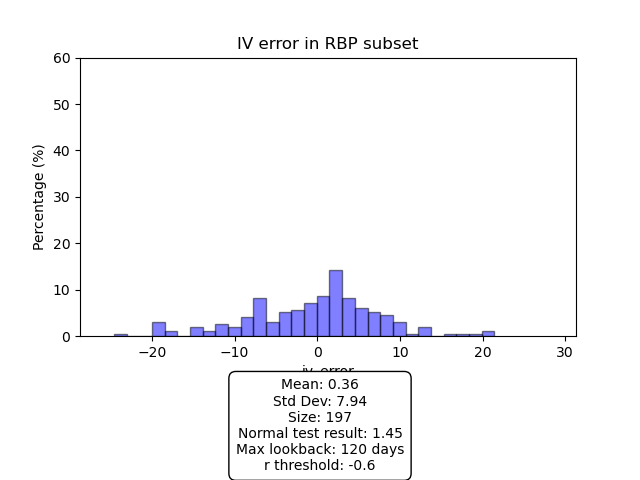 IV error in RBP subset
60
50
40
30
20
10
0
Percentage (%)
−20 −10 0 10 20 30
iv_error
Mean: 0.36
Std Dev: 7.94
Size: 197
Normal test result: 1.45
Max lookback: 120 days
r threshold: -0.6